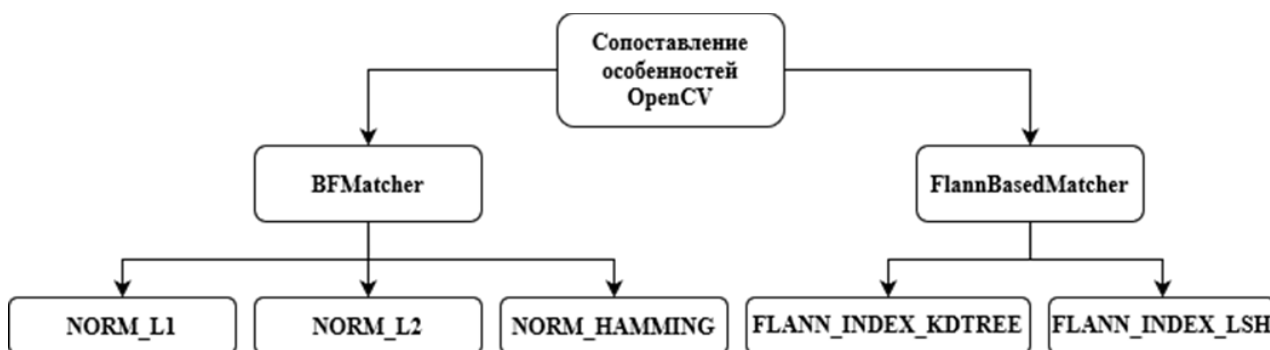 Сопоставление
особенностей
OpenCV
BFMatcher
FlannBasedMatcher
NORM_L1
NORM_L2
NORM_HAMMING
FLANN_INDEX_KDTREE
FLANN_INDEX_LSH